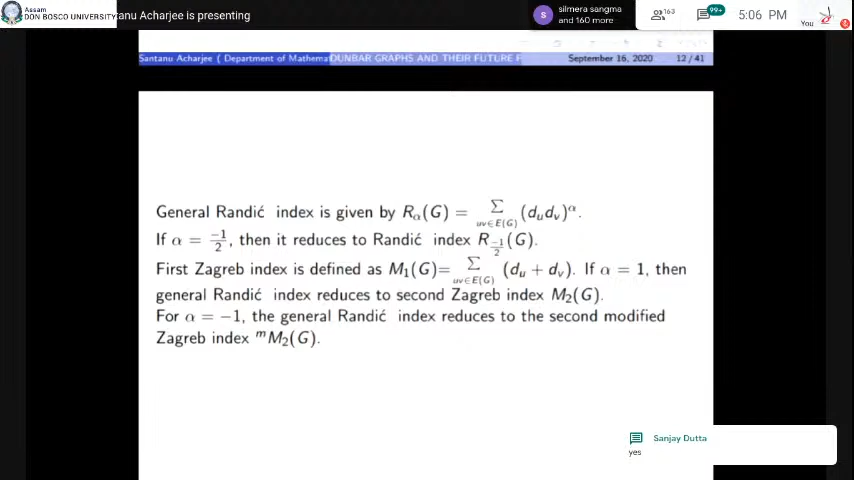 Assam
DON BOSCO UNIVERSITY
tanu Acharjee is presenting
S
silmera sangma
and 160 more
163
99+
5:06 PM
You
Santanu Acharjee ( Department of Mathema
DUNBAR GRAPHS AND THEIR FUTURE F
September 16, 2020
12 / 41
General Randić index is given by R_α(G) = Σ_{uv∈E(G)} (d_u d_v)^α.
If α = −1/2, then it reduces to Randić index R_{−1/2}(G).
First Zagreb index is defined as M₁(G)= Σ_{uv∈E(G)} (d_u + d_v). If α = 1, then
general Randić index reduces to second Zagreb index M₂(G).
For α = −1, the general Randić index reduces to the second modified
Zagreb index ᵐM₂(G).
Sanjay Dutta
yes